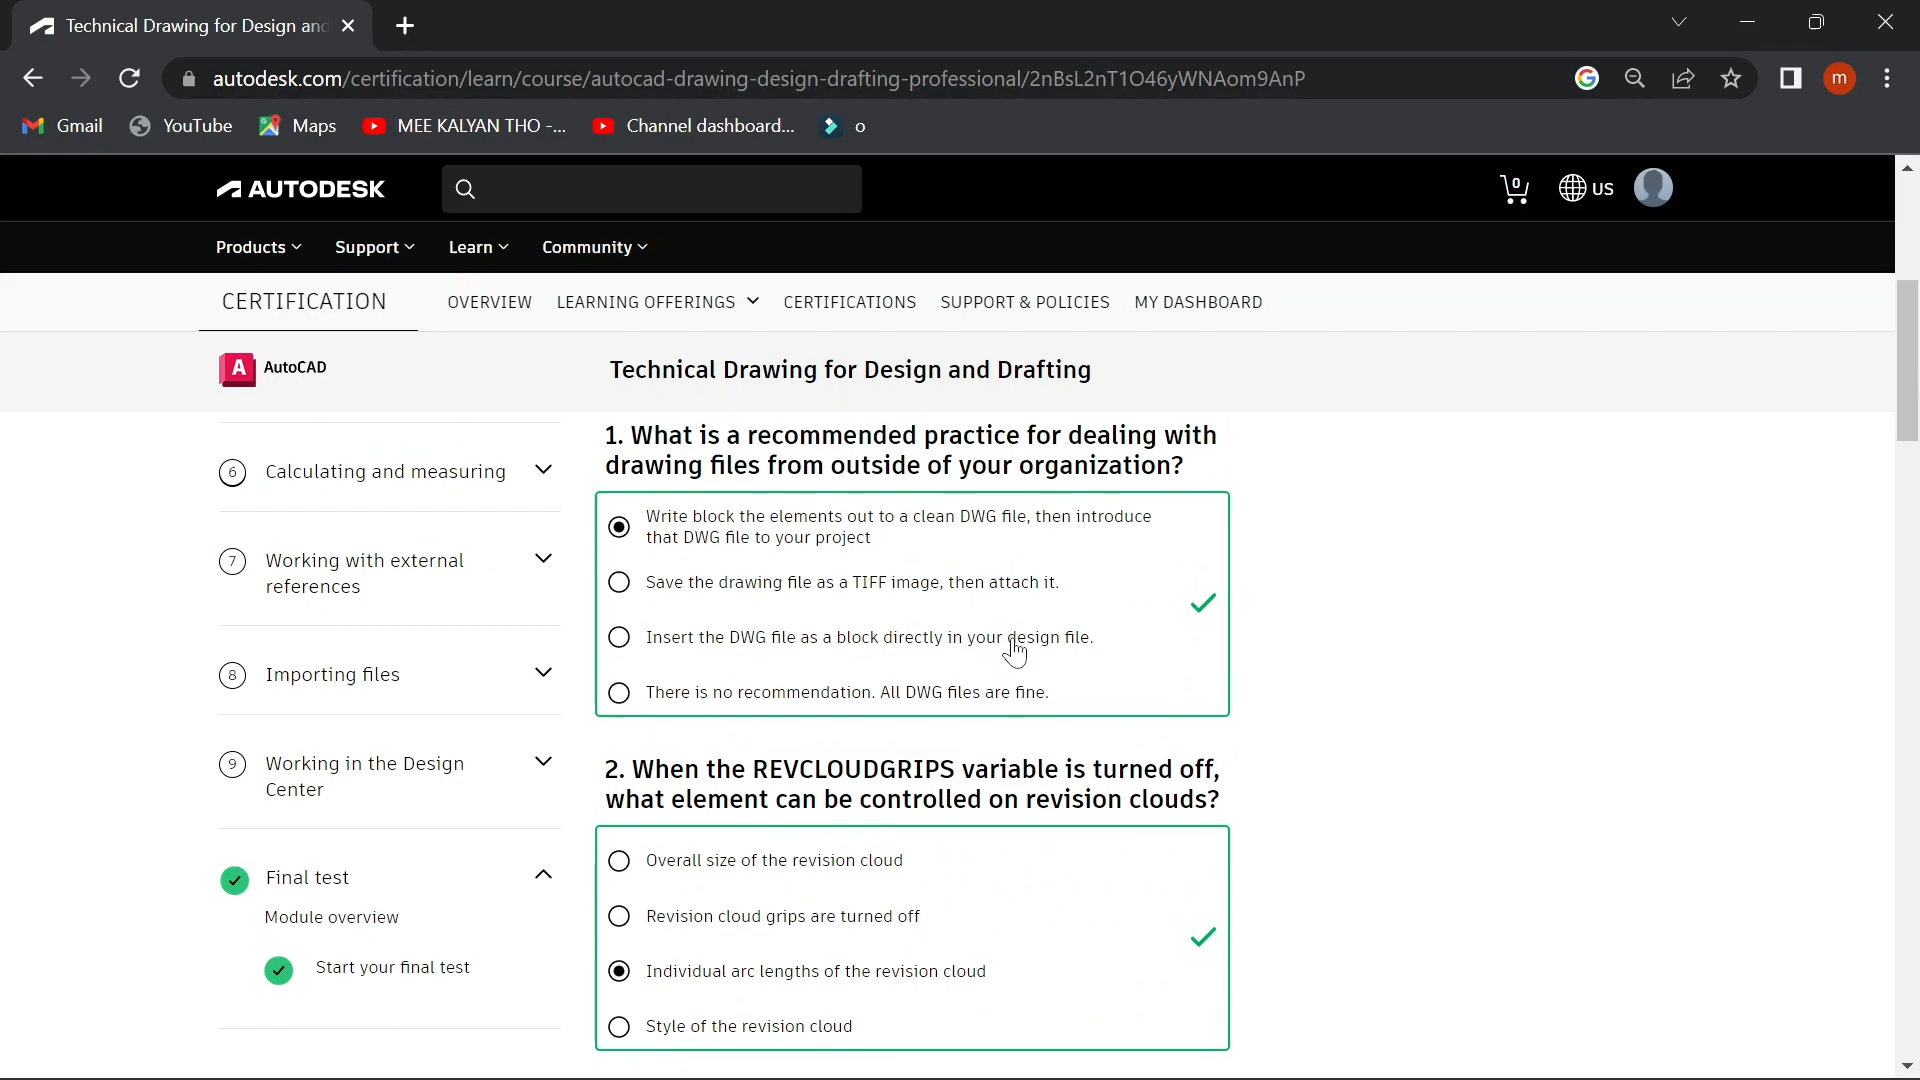 Technical Drawing for Design and
autodesk.com/certification/learn/course/autocad-drawing-design-drafting-professional/2nBsL2nT1O46yWNAom9AnP
m
Gmail
YouTube
Maps
MEE KALYAN THO -...
Channel dashboard...
o
AUTODESK
0
US
Products
Support
Learn
Community
CERTIFICATION
OVERVIEW
LEARNING OFFERINGS
CERTIFICATIONS
SUPPORT & POLICIES
MY DASHBOARD
A
AutoCAD
Technical Drawing for Design and Drafting
6 Calculating and measuring
7 Working with external
references
8 Importing files
9 Working in the Design
Center
Final test
Module overview
Start your final test
1. What is a recommended practice for dealing with
drawing files from outside of your organization?
Write block the elements out to a clean DWG file, then introduce
that DWG file to your project
Save the drawing file as a TIFF image, then attach it.
Insert the DWG file as a block directly in your design file.
There is no recommendation. All DWG files are fine.
2. When the REVCLOUDGRIPS variable is turned off,
what element can be controlled on revision clouds?
Overall size of the revision cloud
Revision cloud grips are turned off
Individual arc lengths of the revision cloud
Style of the revision cloud